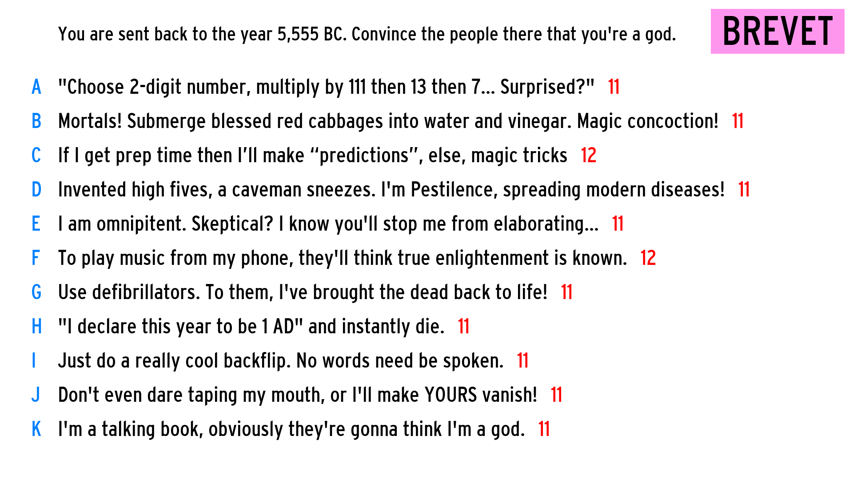 You are sent back to the year 5,555 BC. Convince the people there that you're a god.
BREVET
A "Choose 2-digit number, multiply by 111 then 13 then 7... Surprised?" 11
B Mortals! Submerge blessed red cabbages into water and vinegar. Magic concoction! 11
C If I get prep time then I’ll make “predictions”, else, magic tricks 12
D Invented high fives, a caveman sneezes. I'm Pestilence, spreading modern diseases! 11
E I am omnipitent. Skeptical? I know you'll stop me from elaborating... 11
F To play music from my phone, they'll think true enlightenment is known. 12
G Use defibrillators. To them, I've brought the dead back to life! 11
H "I declare this year to be 1 AD" and instantly die. 11
I Just do a really cool backflip. No words need be spoken. 11
J Don't even dare taping my mouth, or I'll make YOURS vanish! 11
K I'm a talking book, obviously they're gonna think I'm a god. 11